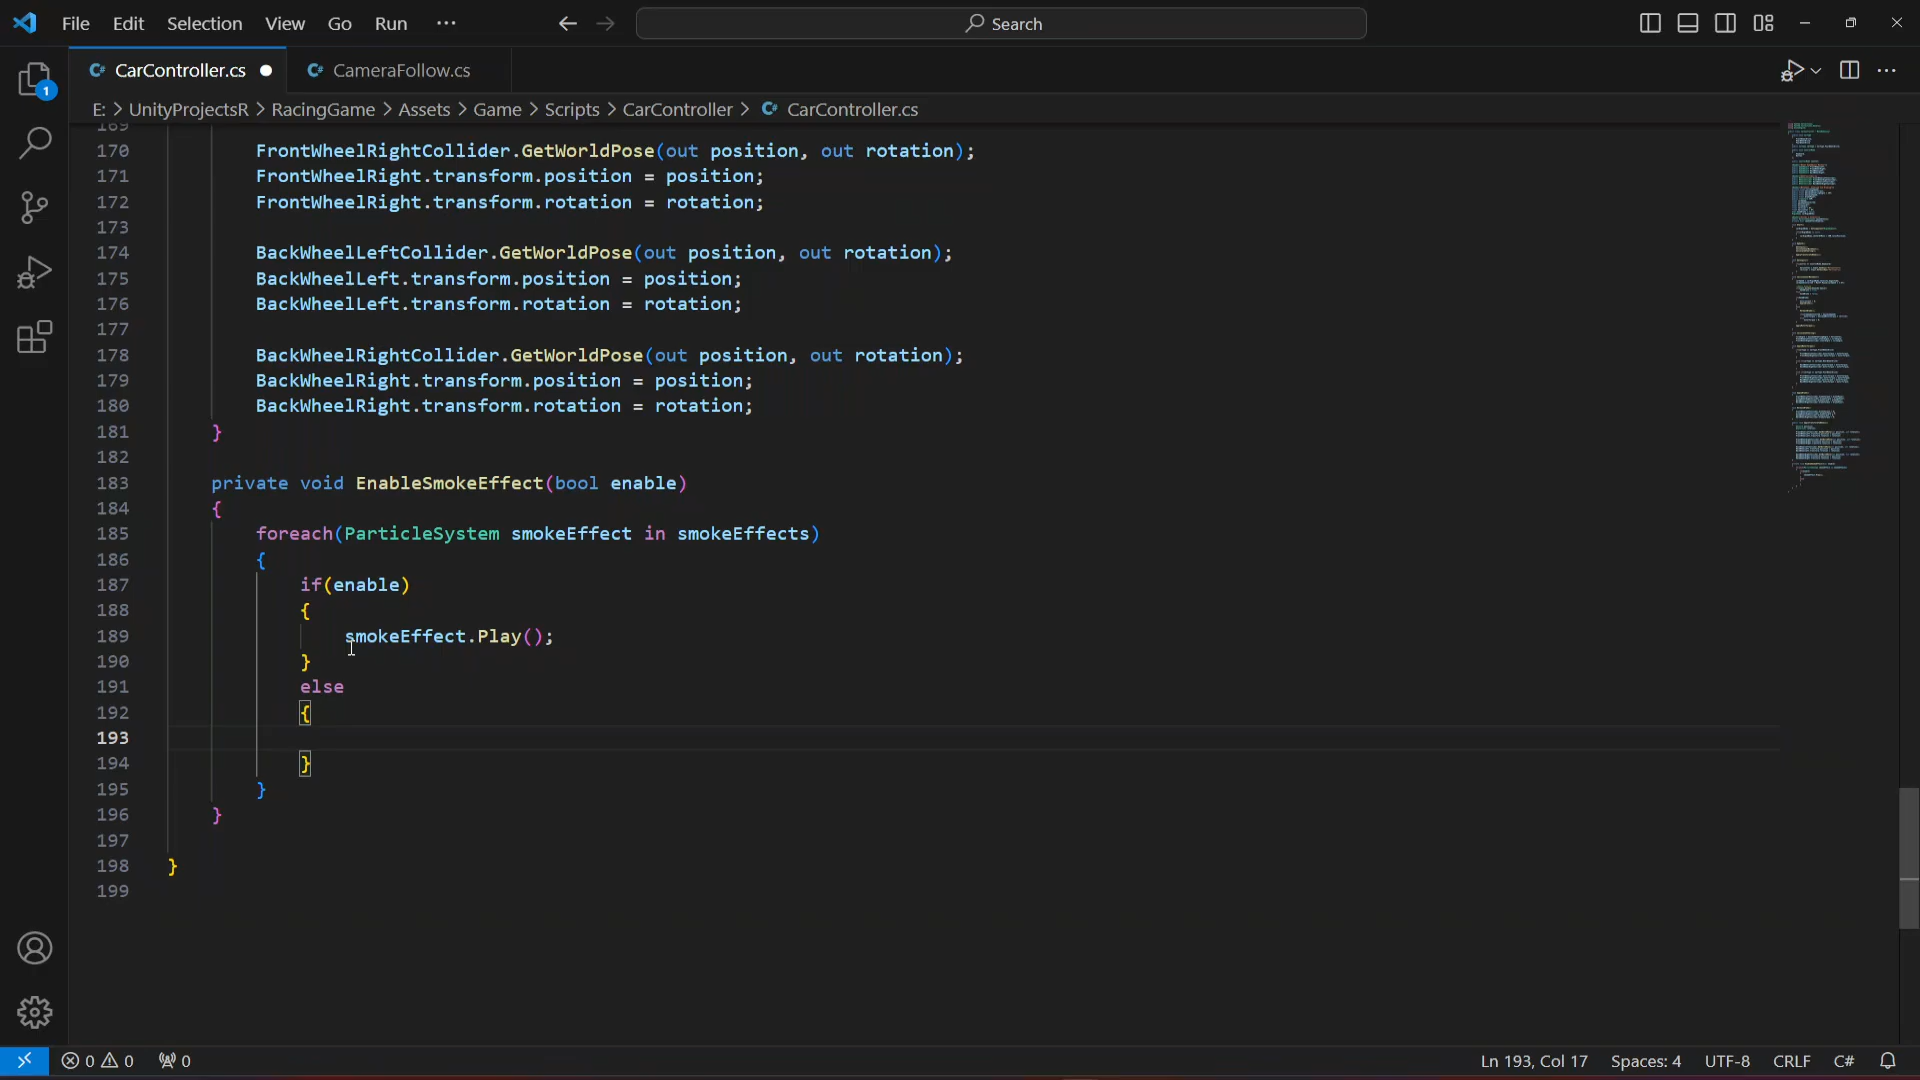 File Edit Selection View Go Run ··· Search
CarController.cs CameraFollow.cs
E: > UnityProjectsR > RacingGame > Assets > Game > Scripts > CarController > CarController.cs
1
169
170 FrontWheelRightCollider.GetWorldPose(out position, out rotation);
171 FrontWheelRight.transform.position = position;
172 FrontWheelRight.transform.rotation = rotation;
173
174 BackWheelLeftCollider.GetWorldPose(out position, out rotation);
175 BackWheelLeft.transform.position = position;
176 BackWheelLeft.transform.rotation = rotation;
177
178 BackWheelRightCollider.GetWorldPose(out position, out rotation);
179 BackWheelRight.transform.position = position;
180 BackWheelRight.transform.rotation = rotation;
181 }
182
183 private void EnableSmokeEffect(bool enable)
184 {
185 foreach(ParticleSystem smokeEffect in smokeEffects)
186 {
187 if(enable)
188 {
189 smokeEffect.Play();
190 }
191 else
192 {
193
194 }
195 }
196 }
197
198 }
199
0 0 0 Ln 193, Col 17 Spaces: 4 UTF-8 CRLF C#